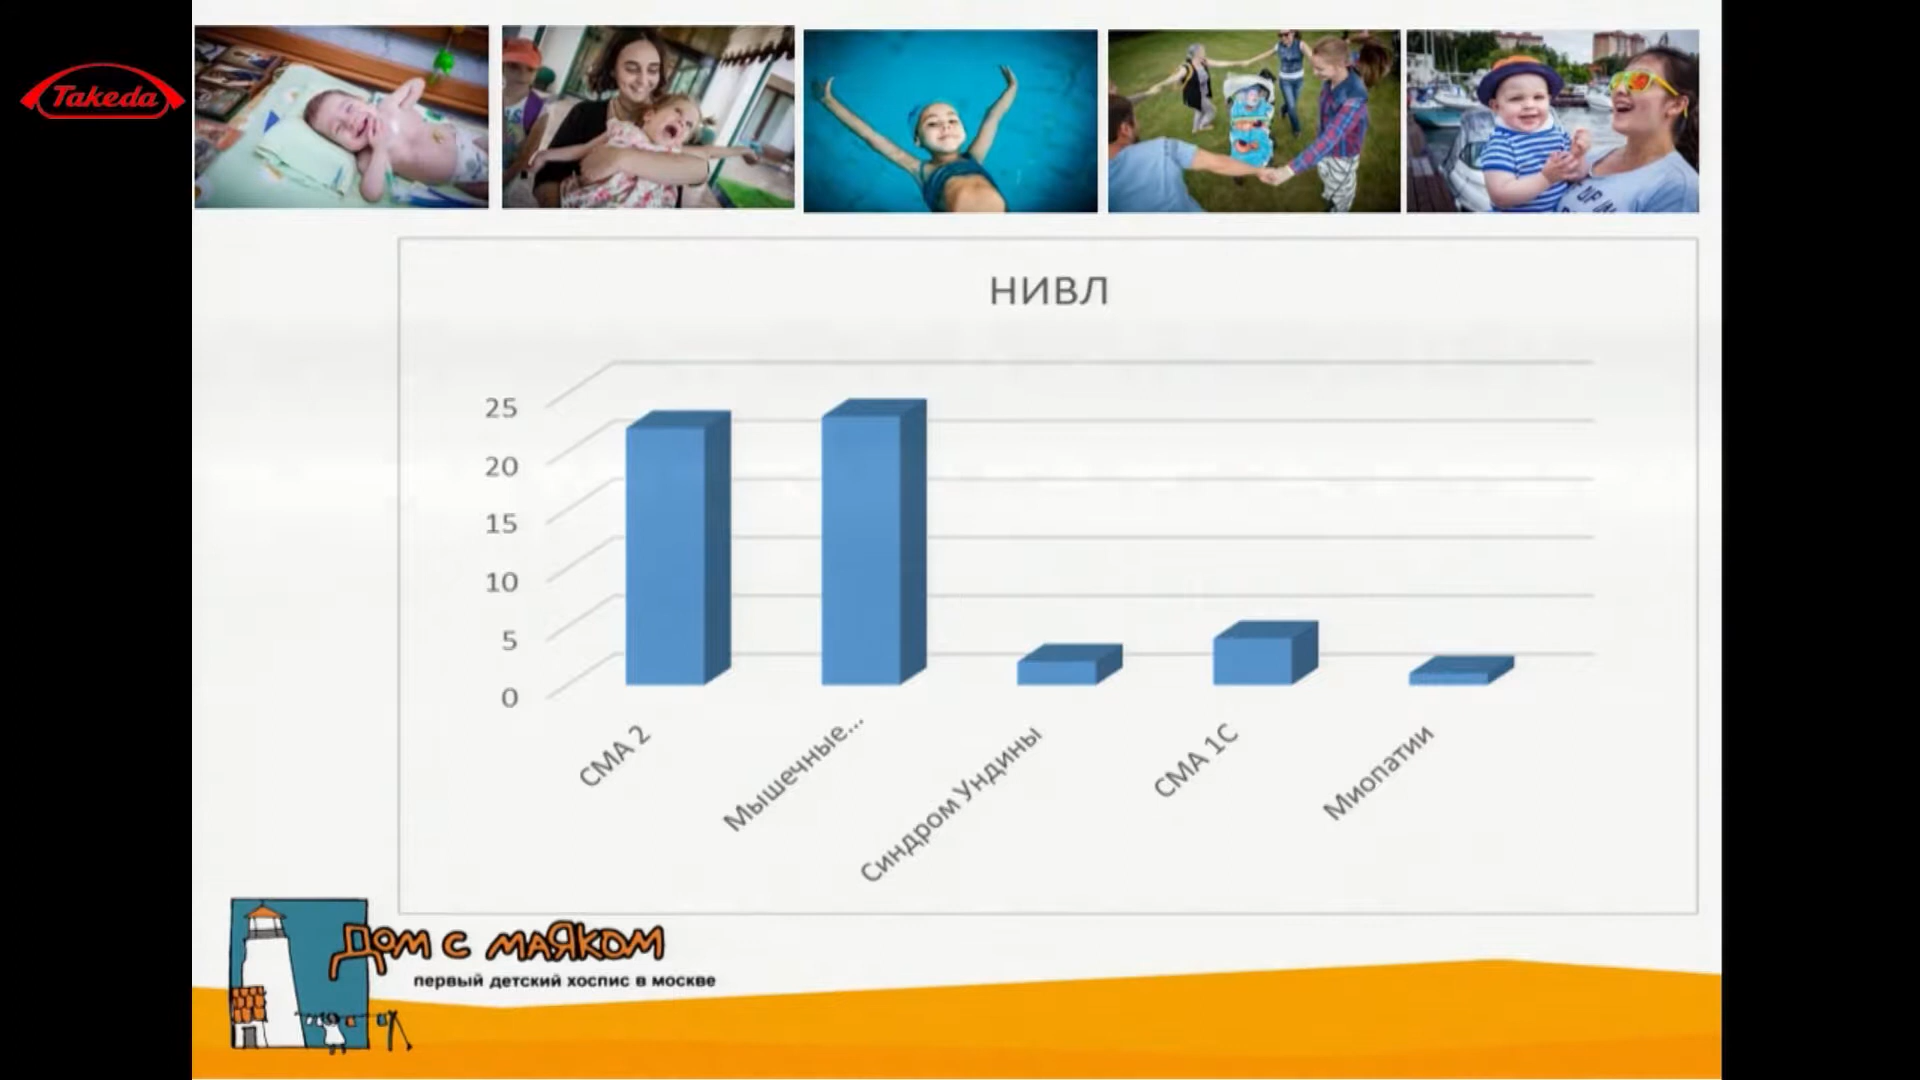 Takeda
НИВЛ
25
20
15
10
5
0
СМА 2
Мышечные...
Синдром Ундины
СМА 1С
Миопатии
Дом с маяком
первый детский хоспис в москве